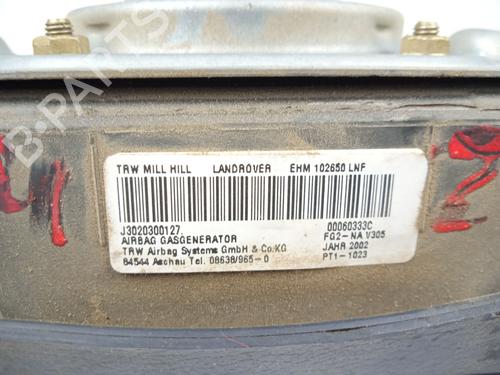 B-PARTS
TRW MILL HILL LANDROVER EHM 102650 LNF
J3020300127. 00060333C
AIRBAG GASGENERATOR FG2-NA V305
TRW Airbag Systems GmbH & Co.KG JAHR 2002
84544 Aschau Tel. 08638/965-0 PT1-1023